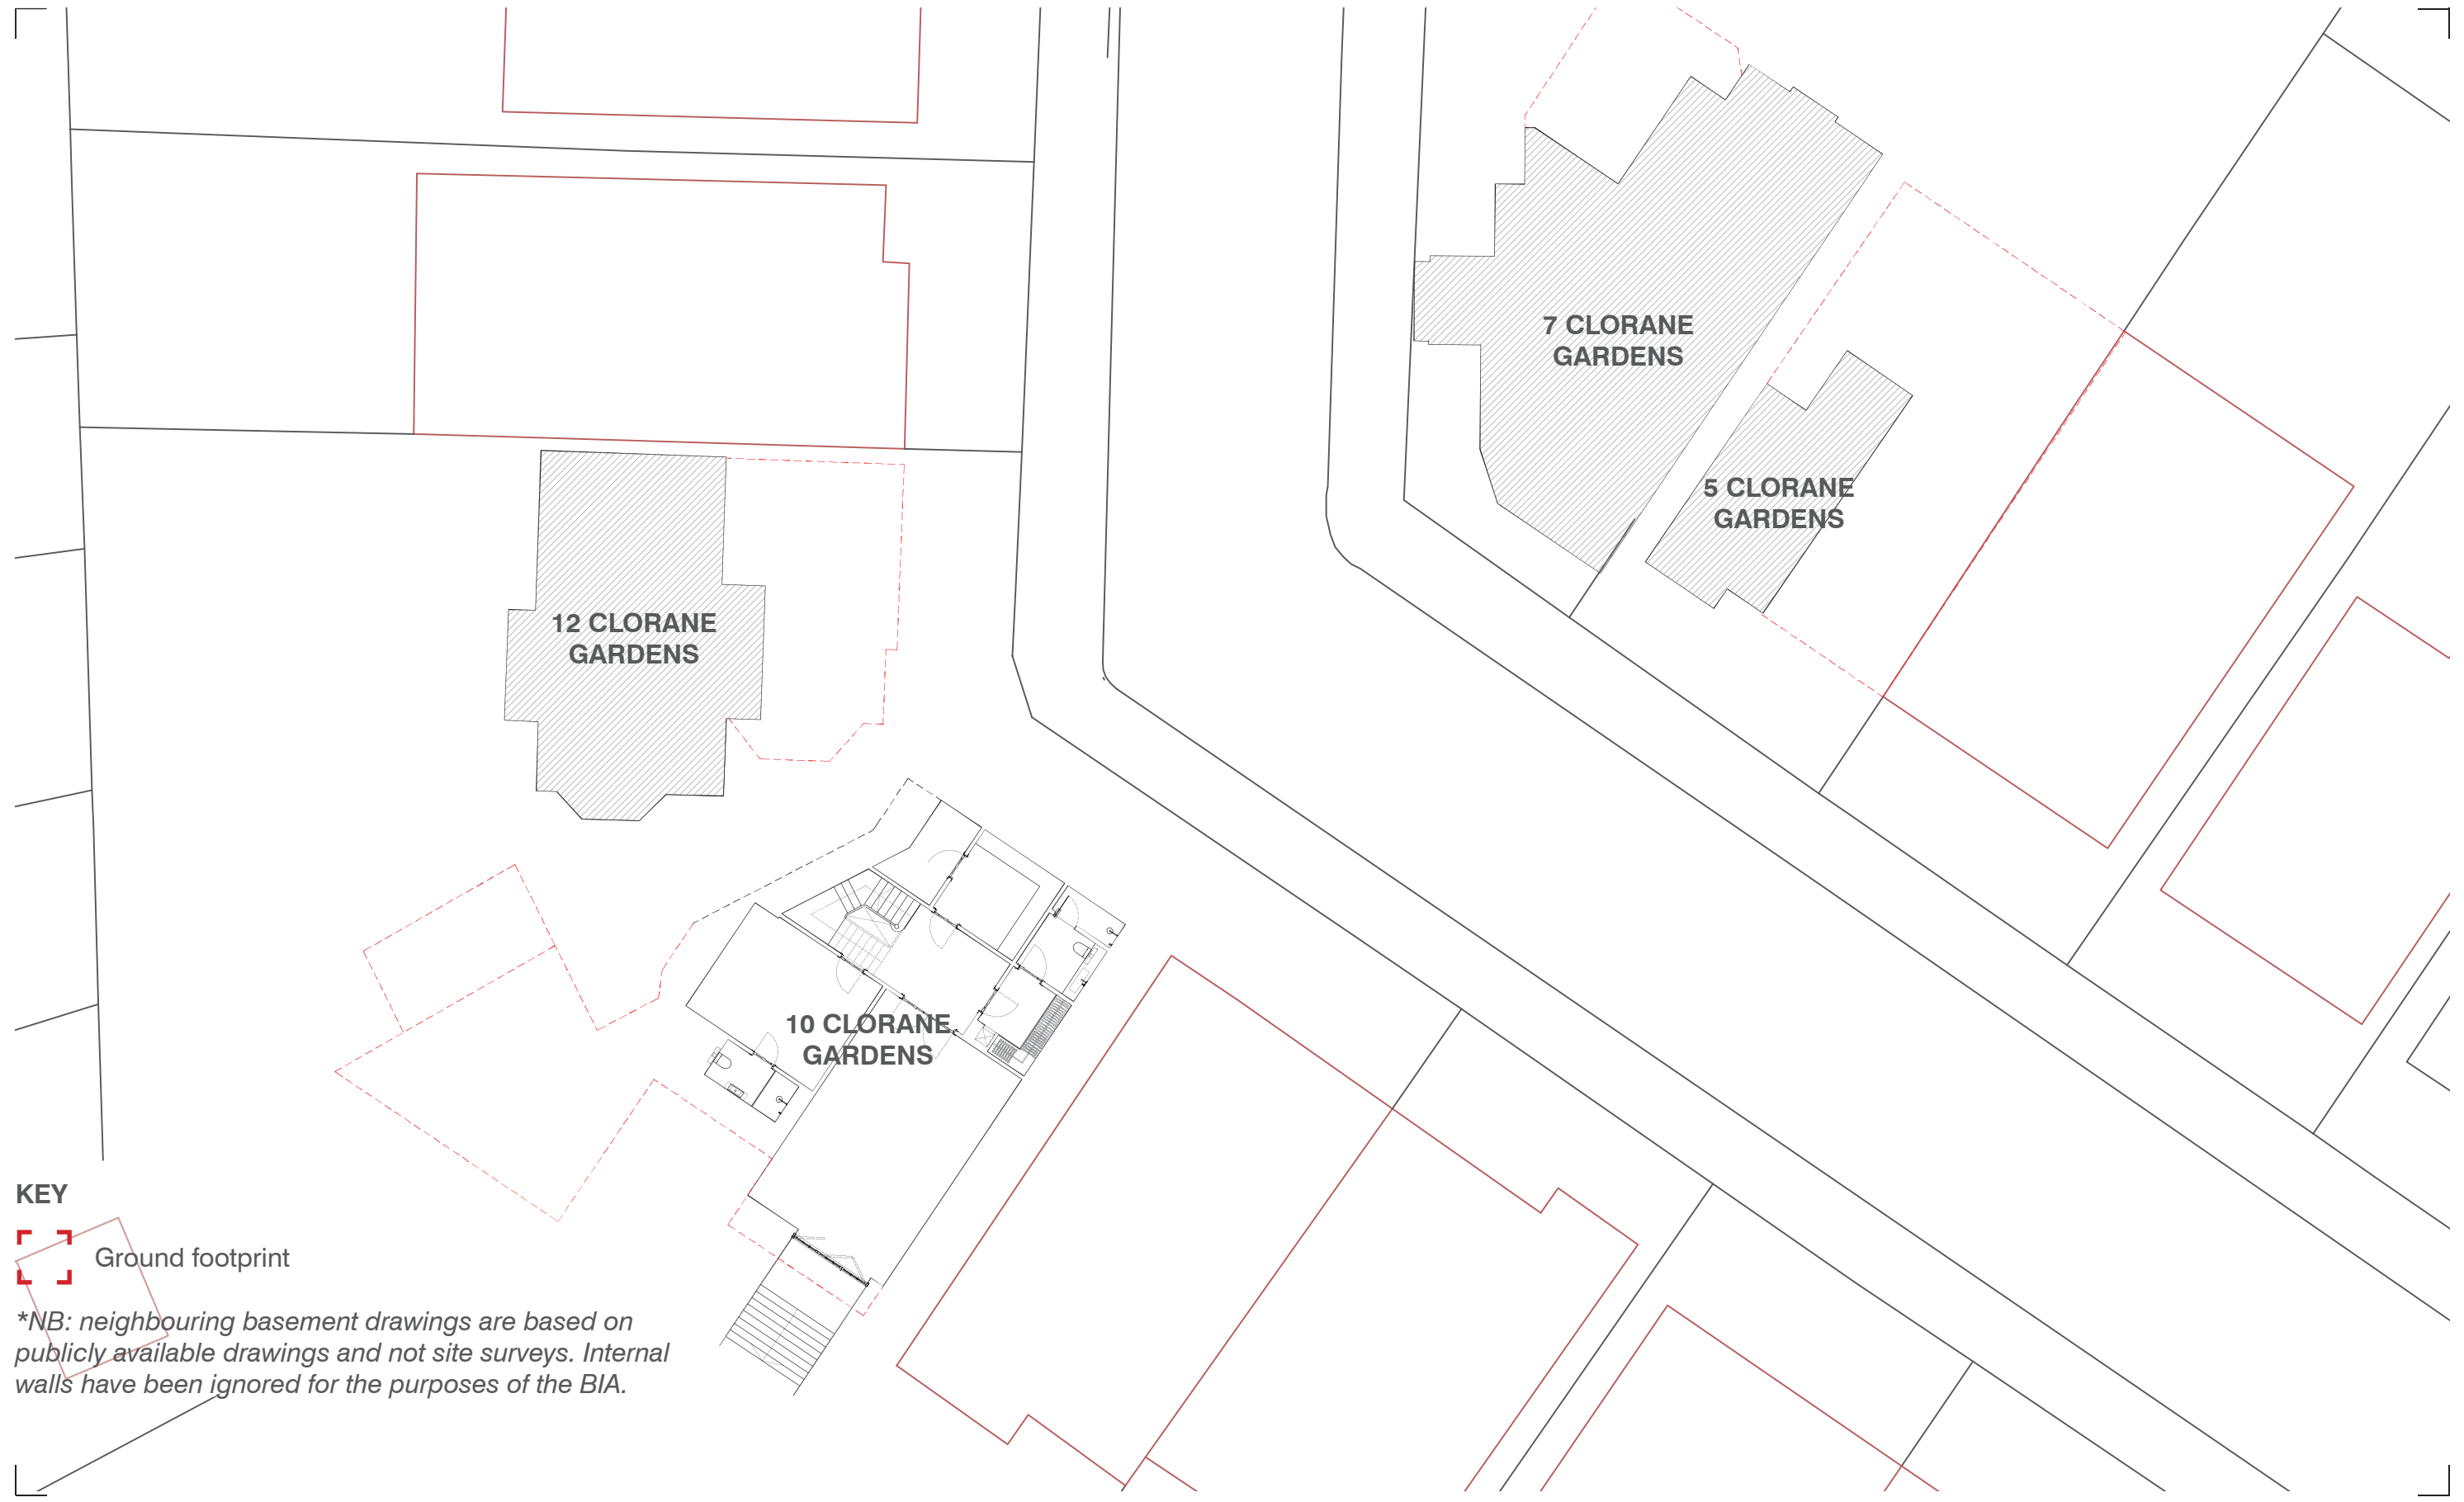 7 CLORANE
GARDENS
5 CLORANE
GARDENS
12 CLORANE
GARDENS
10 CLORANE
GARDENS
KEY
Ground footprint
*NB: neighbouring basement drawings are based on
publicly available drawings and not site surveys. Internal
walls have been ignored for the purposes of the BIA.